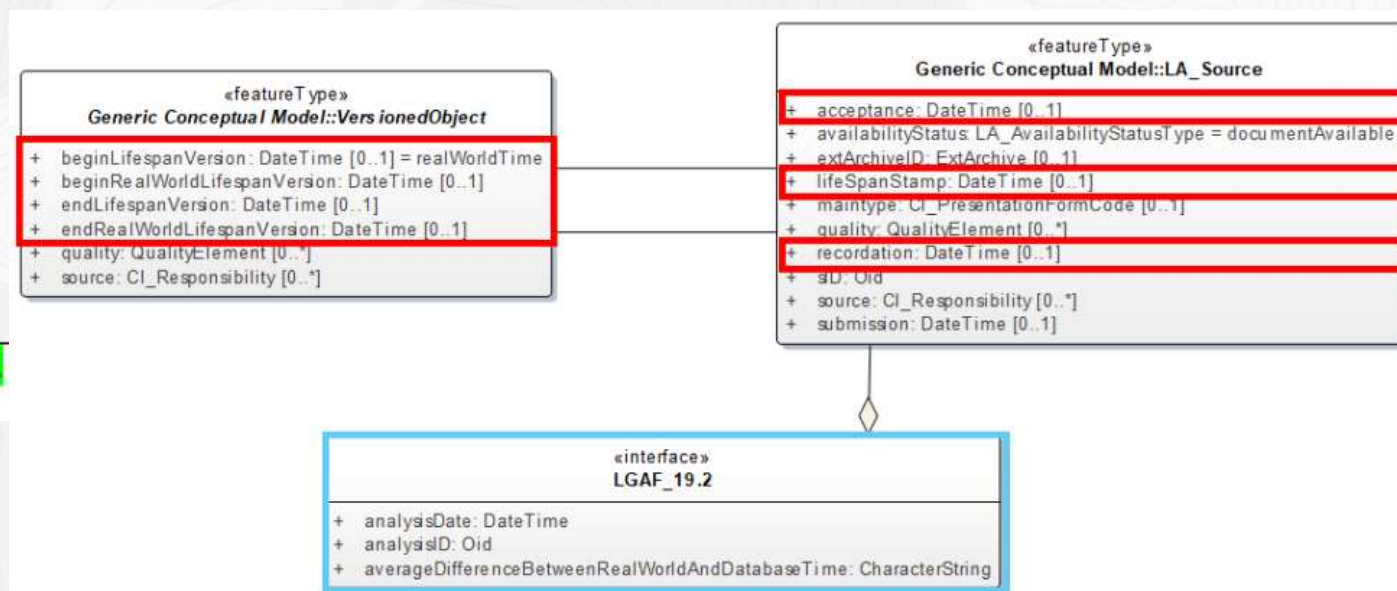 «featureType»
Generic Conceptual Model::VersionedObject
+ beginLifespanVersion: DateTime [0..1] = realWorldTime
+ beginRealWorldLifespanVersion: DateTime [0..1]
+ endLifespanVersion: DateTime [0..1]
+ endRealWorldLifespanVersion: DateTime [0..1]
+ quality: QualityElement [0..*]
+ source: CI_Responsibility [0..*]
«featureType»
Generic Conceptual Model::LA_Source
+ acceptance: DateTime [0..1]
+ availabilityStatus: LA_AvailabilityStatusType = documentAvailable
+ extArchiveID: ExtArchive [0..1]
+ lifeSpanStamp: DateTime [0..1]
+ maintype: CI_PresentationFormCode [0..1]
+ quality: QualityElement [0..*]
+ recordation: DateTime [0..1]
+ sID: Oid
+ source: CI_Responsibility [0..*]
+ submission: DateTime [0..1]
«interface»
LGAF_19.2
+ analysisDate: DateTime
+ analysisID: Oid
+ averageDifferenceBetweenRealWorldAndDatabaseTime: CharacterString